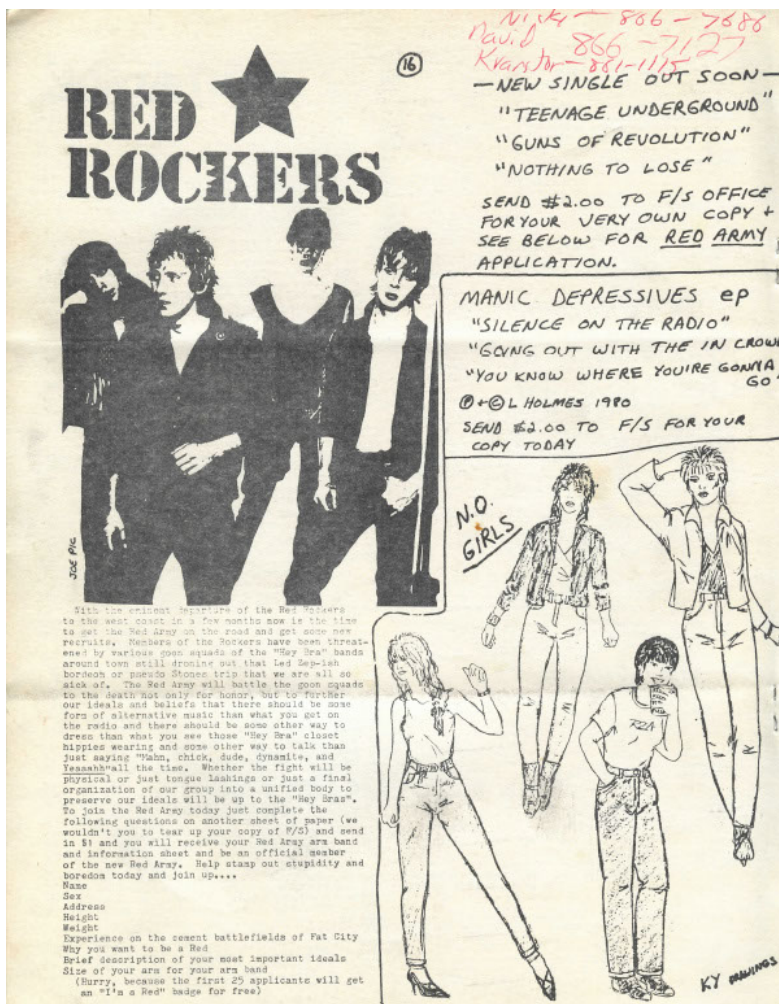 Nicki - 866-7686
David 866-7127
881-1115
16
RED
ROCKERS
—NEW SINGLE OUT SOON—
"TEENAGE UNDERGROUND"
"GUNS OF REVOLUTION"
"NOTHING TO LOSE"
SEND $2.00 TO F/S OFFICE
FOR YOUR VERY OWN COPY +
SEE BELOW FOR RED ARMY
APPLICATION.
MANIC DEPRESSIVES ep
"SILENCE ON THE RADIO"
"GOING OUT WITH THE IN CROWD
"YOU KNOW WHERE YOU'RE GONNA
GO"
Ⓟ+© L HOLMES 1980
SEND $2.00 TO F/S FOR YOUR
COPY TODAY
JOE PIC
With the eniment departure of the Red Rockers
to the west coast in a few months now is the time
to get the Red Army on the road and get some new
recruits. Members of the Rockers have been threat-
ened by various goon squads of the "Hey Bra" bands
around town still droning out that Led Zep-ish
bordeom or pseudo Stones trip that we are all so
sick of. The Red Army will battle the goon squads
to the death not only for honor, but to further
our ideals and beliefs that there should be some
form of alternative music than what you get on
the radio and there should be some other way to
dress than what you see those "Hey Bra" closet
hippies wearing and some other way to talk than
just saying "Mahn, chick, dude, dynamite, and
Yeaaahh"all the time. Whether the fight will be
physical or just tongue lashings or just a final
organization of our group into a unified body to
preserve our ideals will be up to the "Hey Bras".
To join the Red Army today just complete the
following questions on another sheet of paper (we
wouldn't you to tear up your copy of F/S) and send
in $1 and you will receive your Red Army arm band
and information sheet and be an official member
of the new Red Army. Help stamp out stupidity and
boredom today and join up....
Name
Sex
Address
Height
Weight
Experience on the cement battlefields of Fat City
Why you want to be a Red
Brief description of your most important ideals
Size of your arm for your arm band
(Hurry, because the first 25 applicants will get
an "I'm a Red" badge for free)
N.O.
GIRLS
RZA
KY DRAWINGS